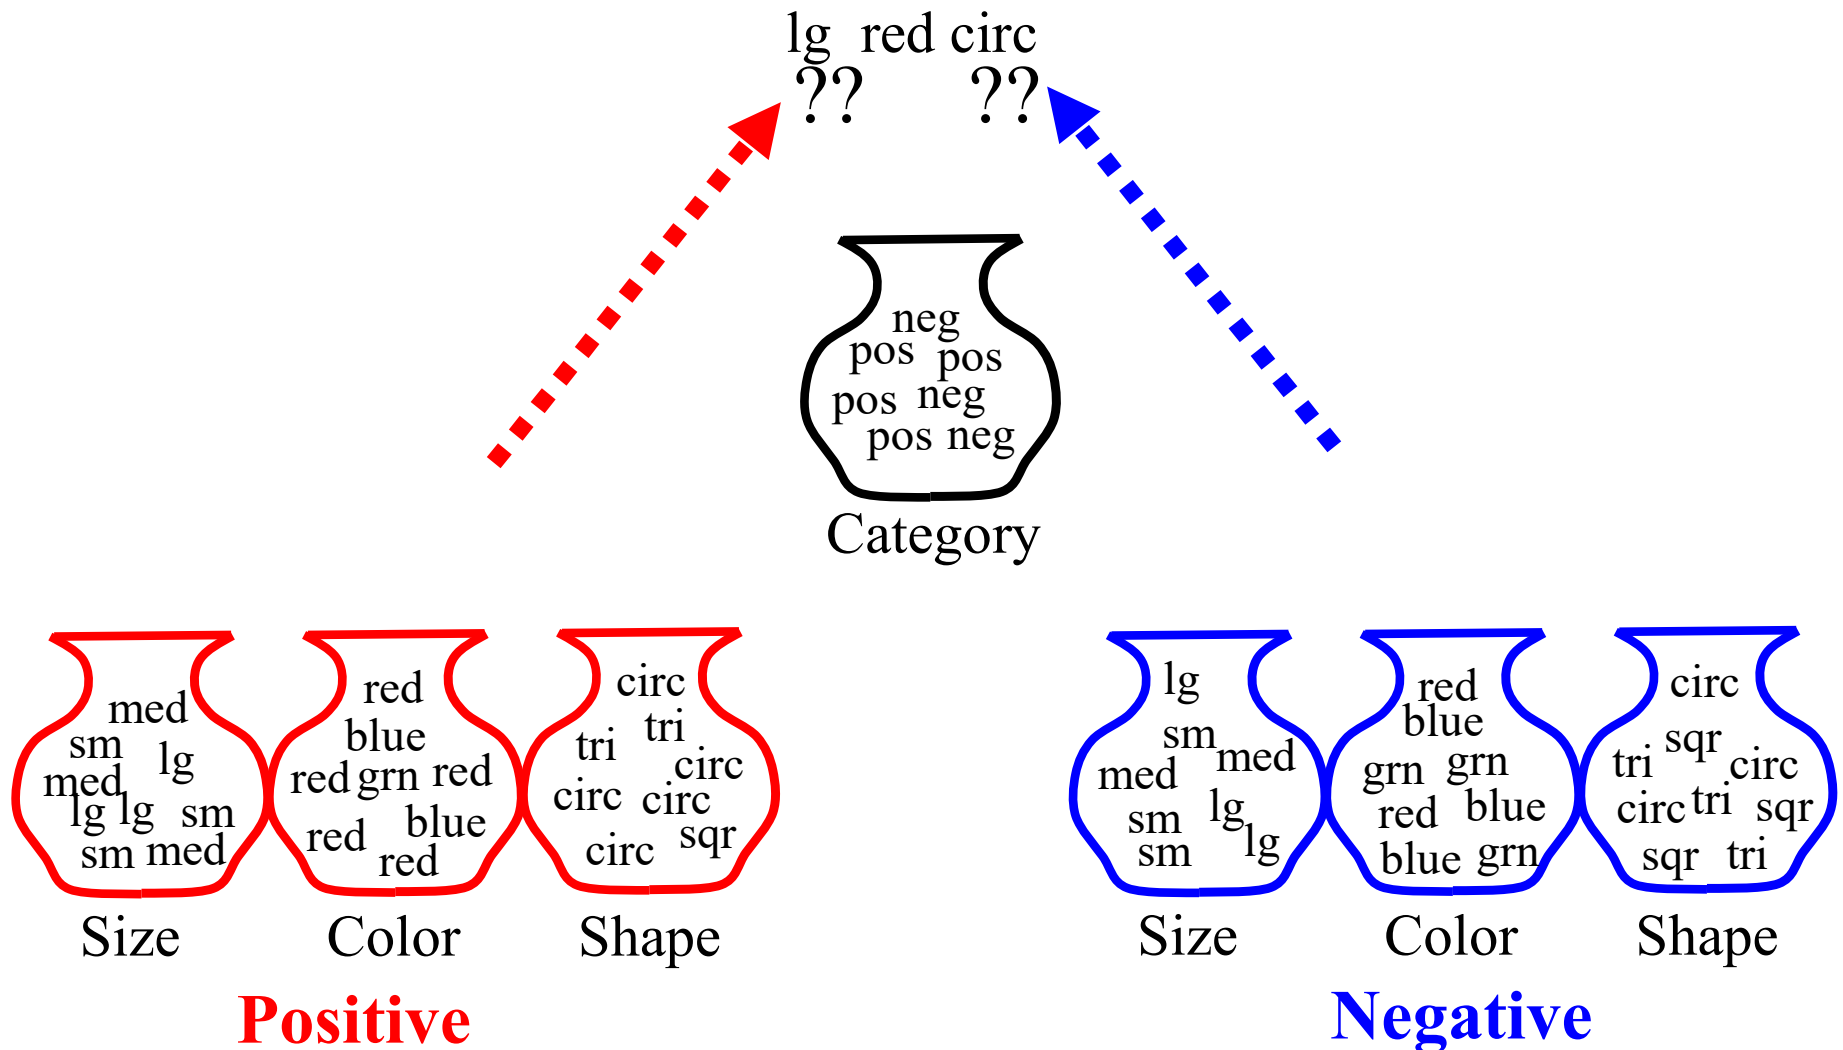 lg red circ
?? ??
neg
pos pos
pos neg
pos neg
Category
med
sm lg
med
lg lg sm
sm med
Size
red
blue
red grn red
red blue
red
Color
circ
tri tri
circ
circ circ
circ sqr
Shape
Positive
lg
sm
med med
sm lg
sm lg
Size
red
blue
grn grn
red blue
blue grn
Color
circ
sqr
tri circ
circ tri sqr
sqr tri
Shape
Negative